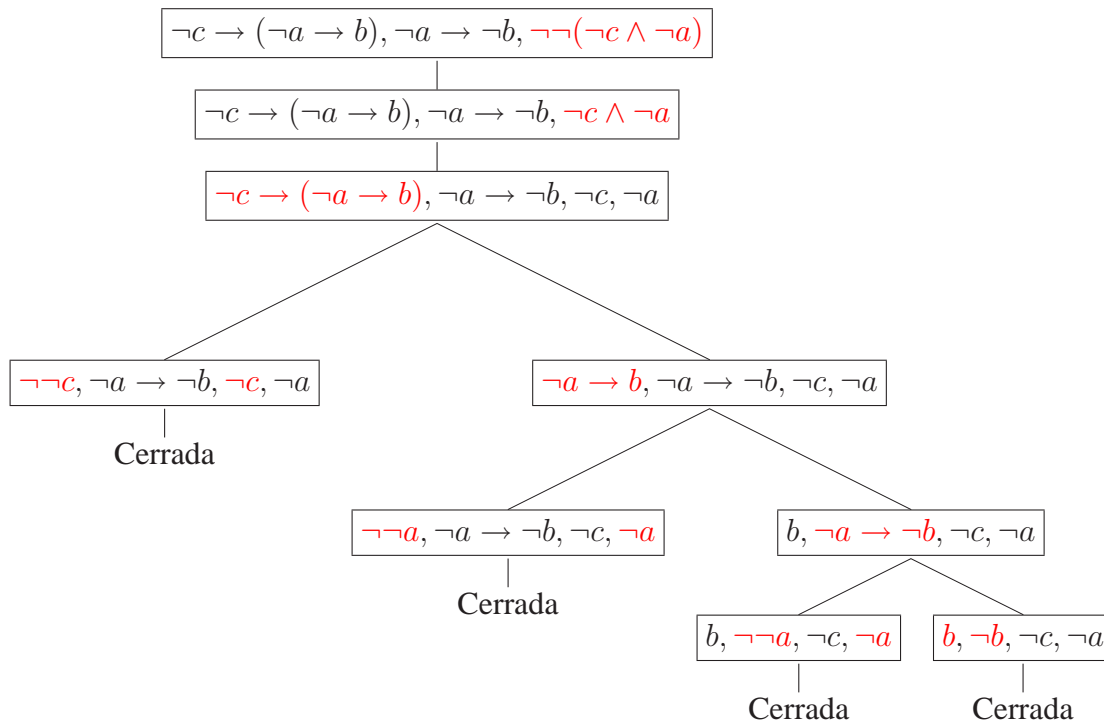 ¬c → (¬a → b), ¬a → ¬b, ¬¬(¬c ∧ ¬a)
¬c → (¬a → b), ¬a → ¬b, ¬c ∧ ¬a
¬c → (¬a → b), ¬a → ¬b, ¬c, ¬a
¬¬c, ¬a → ¬b, ¬c, ¬a
¬a → b, ¬a → ¬b, ¬c, ¬a
Cerrada
¬¬a, ¬a → ¬b, ¬c, ¬a
b, ¬a → ¬b, ¬c, ¬a
Cerrada
b, ¬¬a, ¬c, ¬a
b, ¬b, ¬c, ¬a
Cerrada
Cerrada